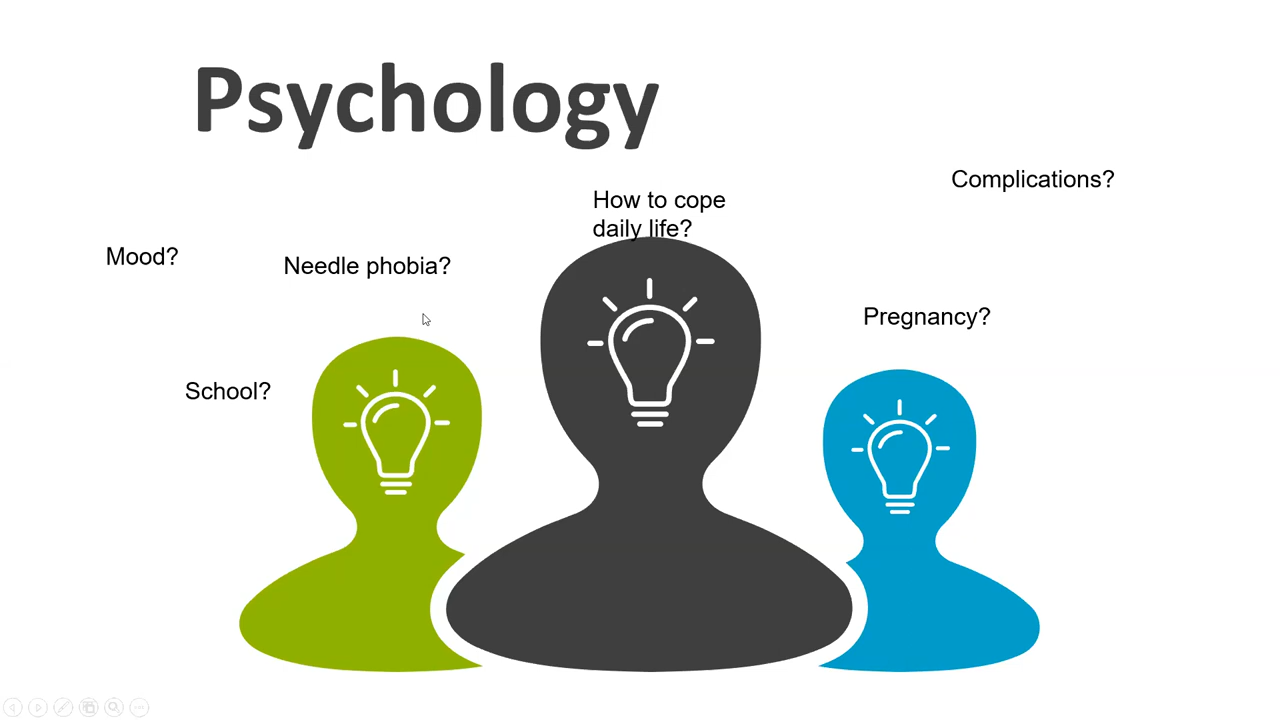 Psychology
Complications?
How to cope
daily life?
Mood?
Needle phobia?
Pregnancy?
School?